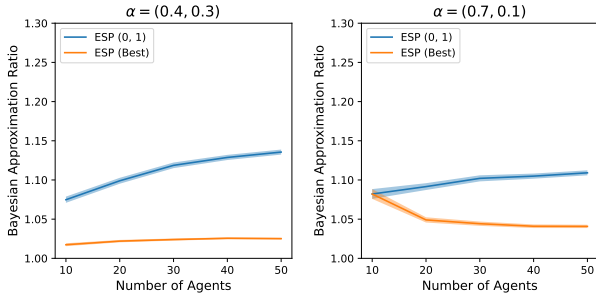 α = (0.4, 0.3)
Bayesian Approximation Ratio
1.30
1.25
1.20
1.15
1.10
1.05
1.00
ESP (0, 1)
ESP (Best)
10 20 30 40 50
Number of Agents
α = (0.7, 0.1)
Bayesian Approximation Ratio
1.30
1.25
1.20
1.15
1.10
1.05
1.00
ESP (0, 1)
ESP (Best)
10 20 30 40 50
Number of Agents